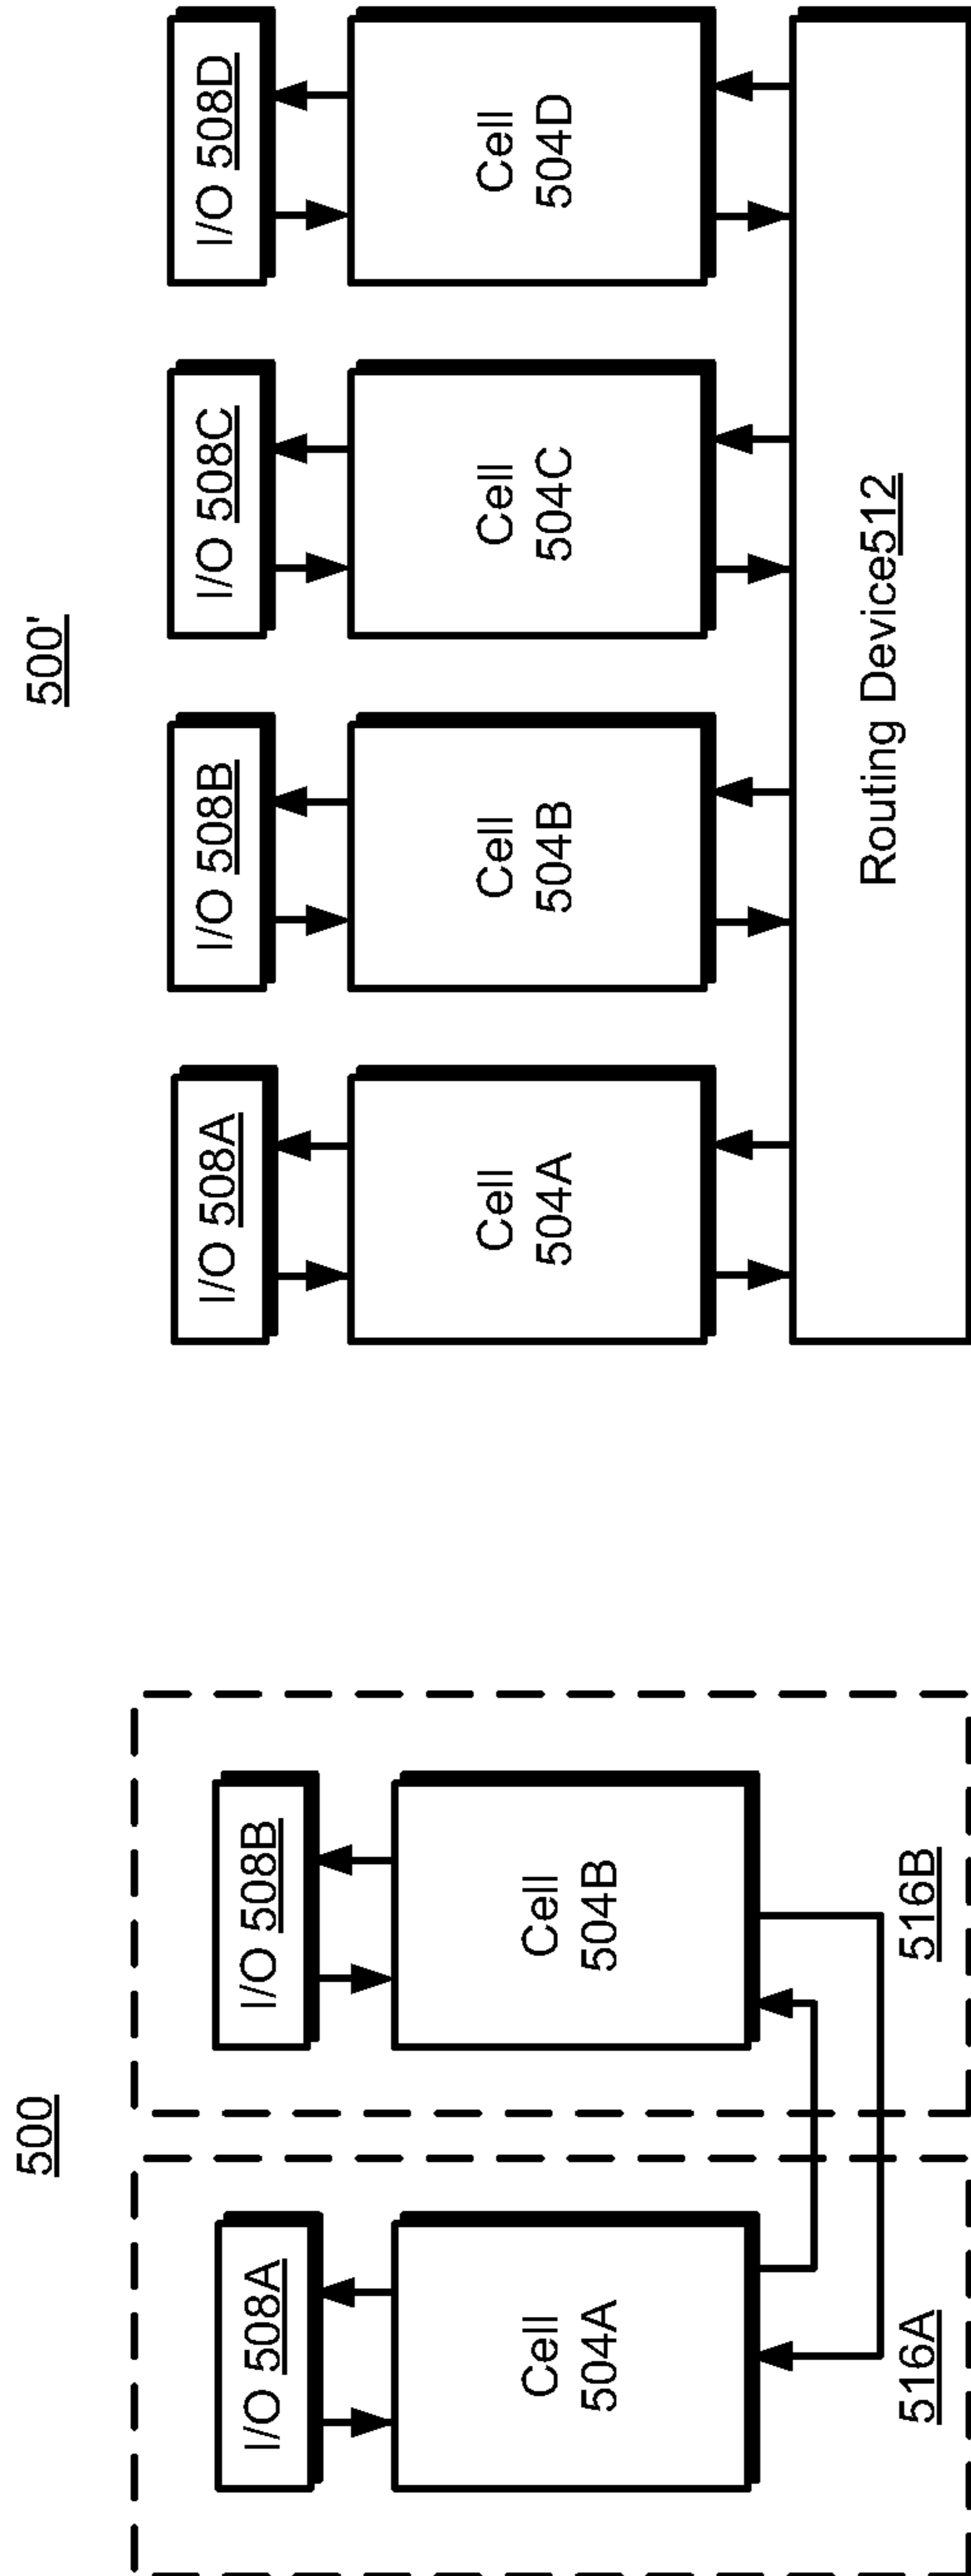 500
I/O 508A
I/O 508B
Cell
504A
Cell
504B
516A
516B
500'
I/O 508A
I/O 508B
I/O 508C
I/O 508D
Cell
504A
Cell
504B
Cell
504C
Cell
504D
Routing Device512